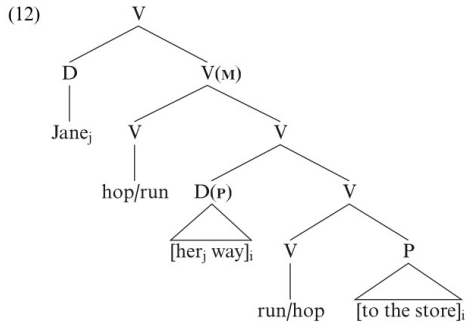 (12) V
D V(M)
Janeⱼ V V
hop/run D(P) V
[herⱼ way]ᵢ V P
run/hop [to the store]ᵢ